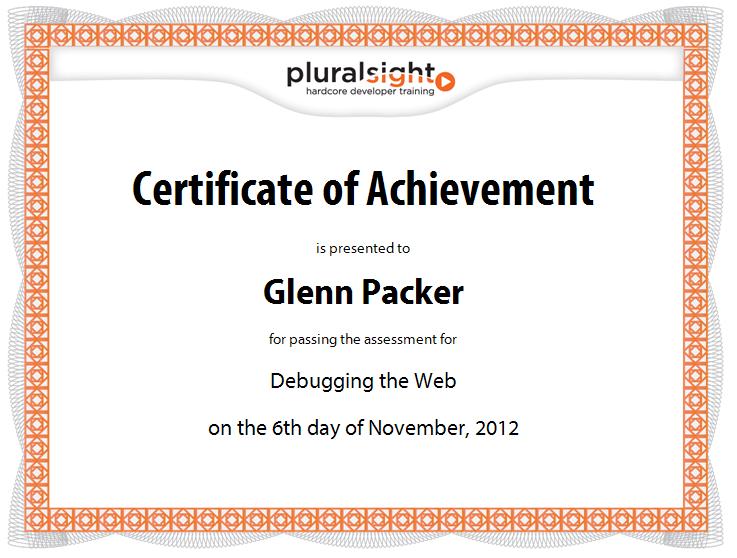 pluralsight
hardcore developer training
Certificate of Achievement
is presented to
Glenn Packer
for passing the assessment for
Debugging the Web
on the 6th day of November, 2012